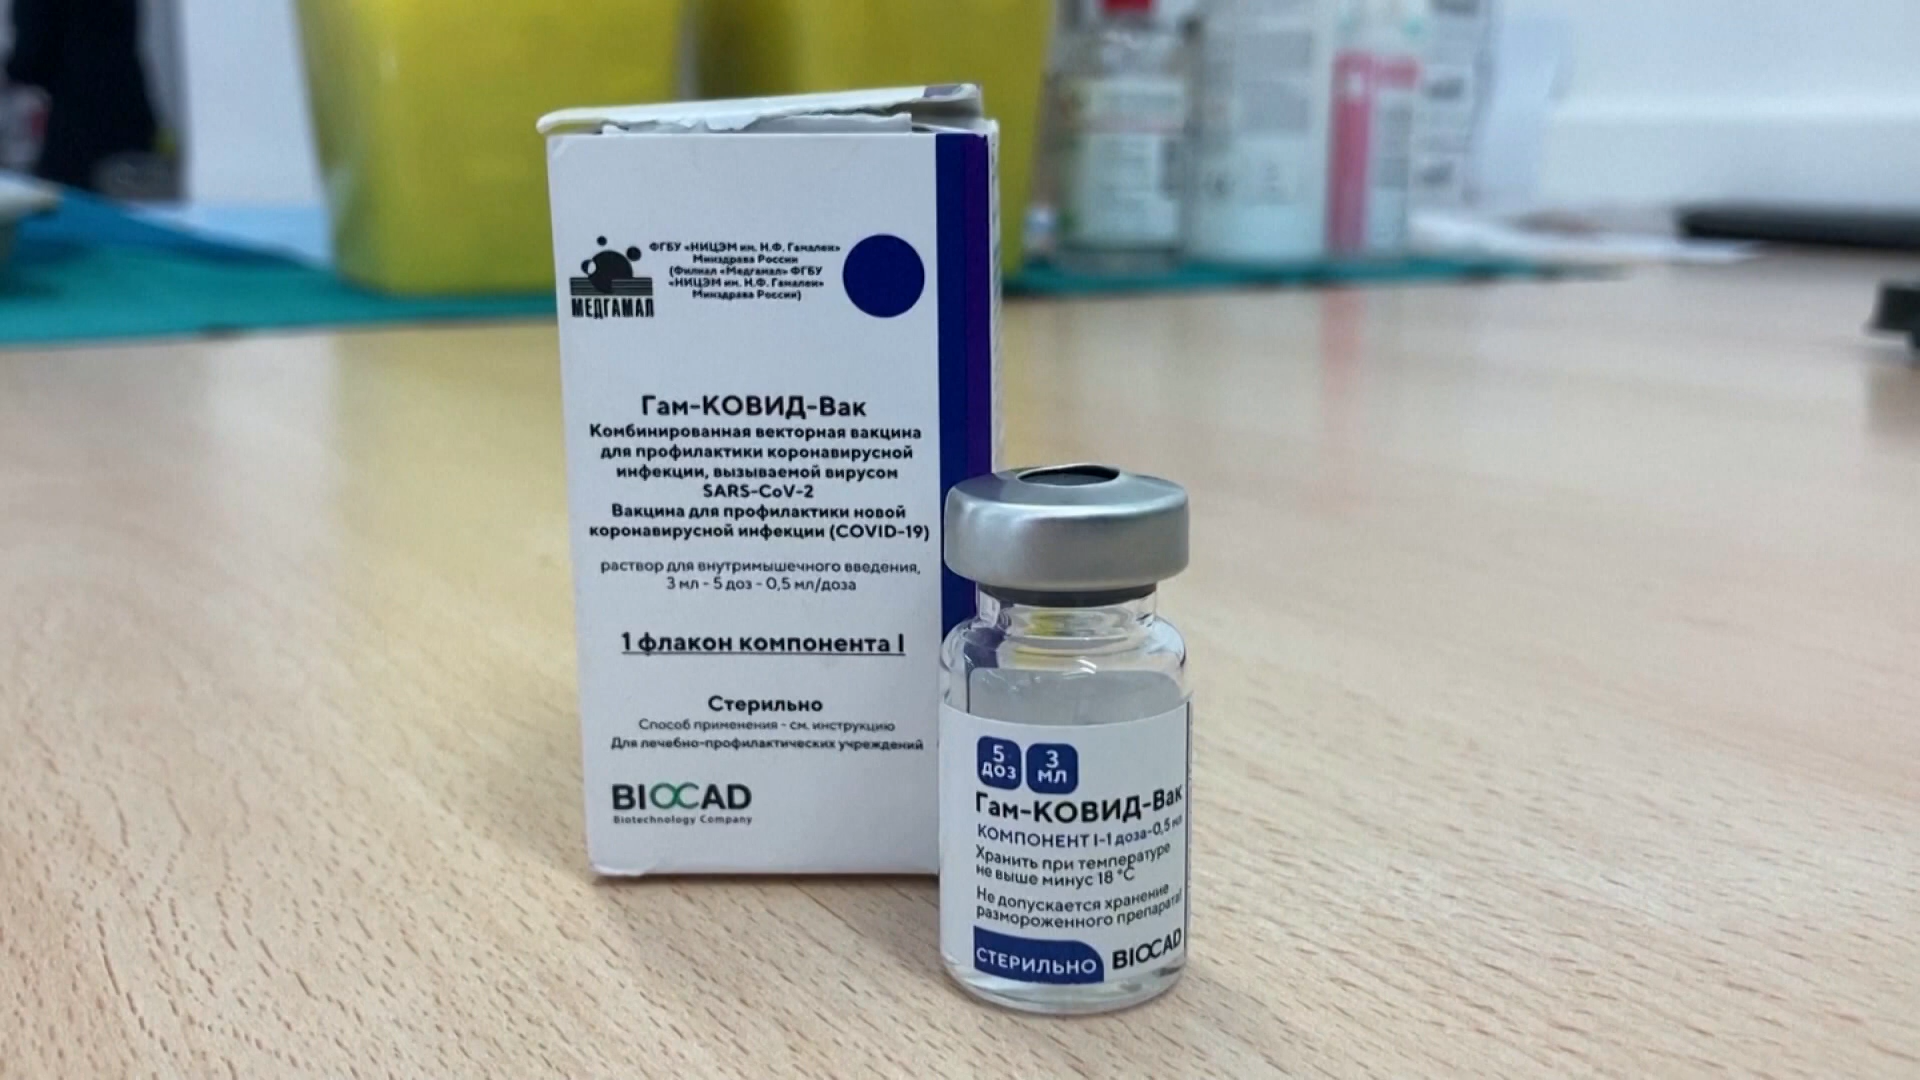 МЕДГАМАЛ
ФГБУ «НИЦЭМ им. Н.Ф. Гамалеи»
Минздрава России
(Филиал «Медгамал» ФГБУ
«НИЦЭМ им. Н.Ф. Гамалеи»
Минздрава России)
Гам-КОВИД-Вак
Комбинированная векторная вакцина
для профилактики коронавирусной
инфекции, вызываемой вирусом
SARS-CoV-2
Вакцина для профилактики новой
коронавирусной инфекции (COVID-19)
раствор для внутримышечного введения,
3 мл - 5 доз - 0,5 мл/доза
1 флакон компонента I
Стерильно
Способ применения - см. инструкцию
Для лечебно-профилактических учреждений
BIOCAD
Biotechnology Company
5 доз
3 мл
Гам-КОВИД-Вак
КОМПОНЕНТ I-1 доза-0,5 мл
Хранить при температуре
не выше минус 18 °C
Не допускается хранение
размороженного препарата!
СТЕРИЛЬНО
BIOCAD